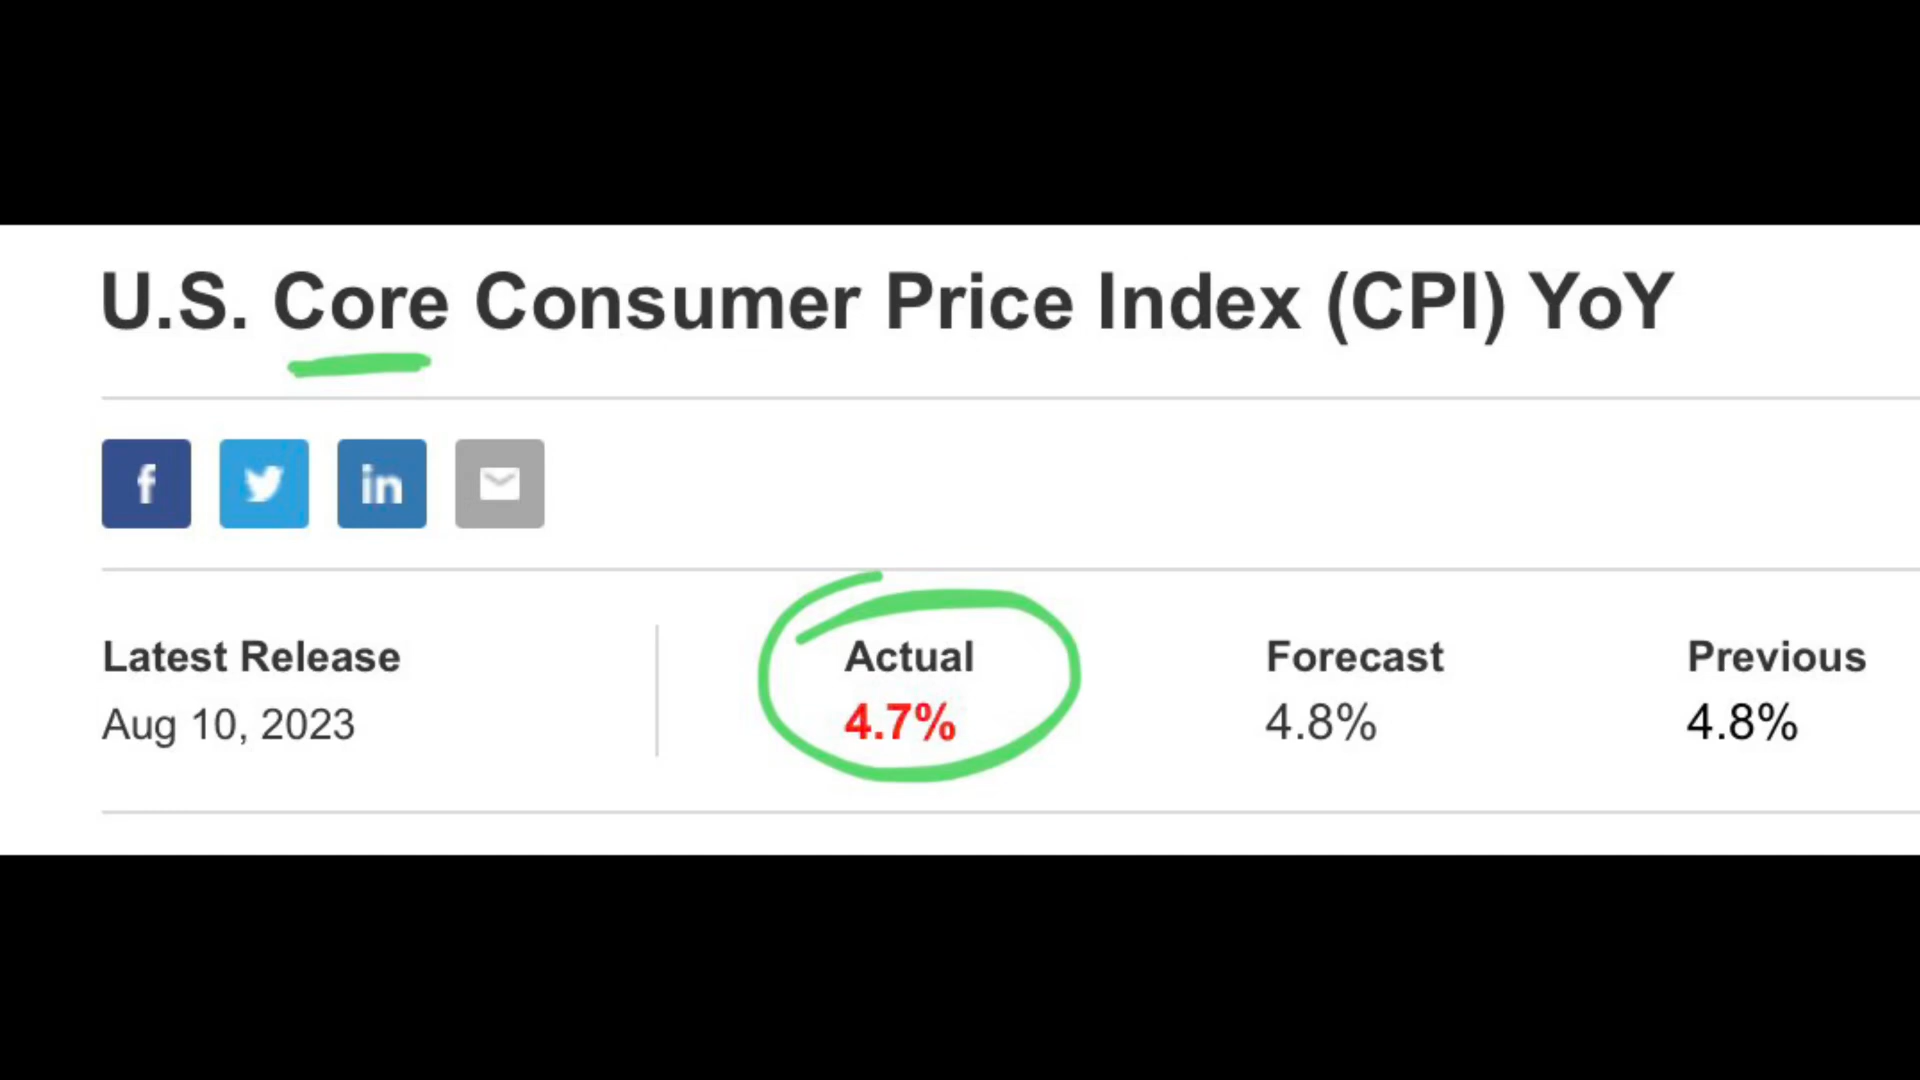 U.S. Core Consumer Price Index (CPI) YoY
f in
Latest Release Actual Forecast Previous
Aug 10, 2023 4.7% 4.8% 4.8%